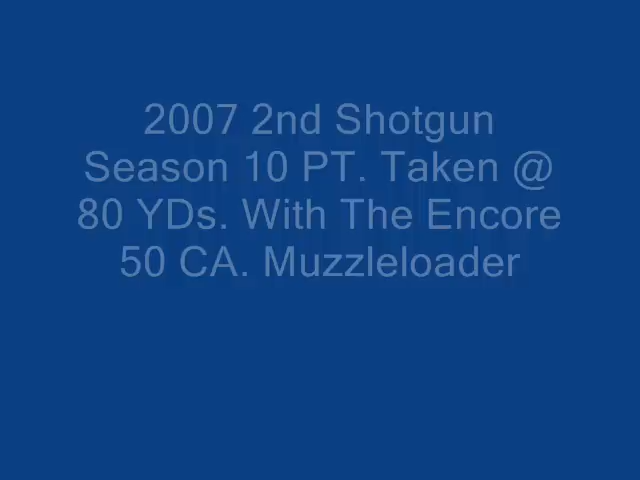 2007 2nd Shotgun
Season 10 PT. Taken @
80 YDs. With The Encore
50 CA. Muzzleloader